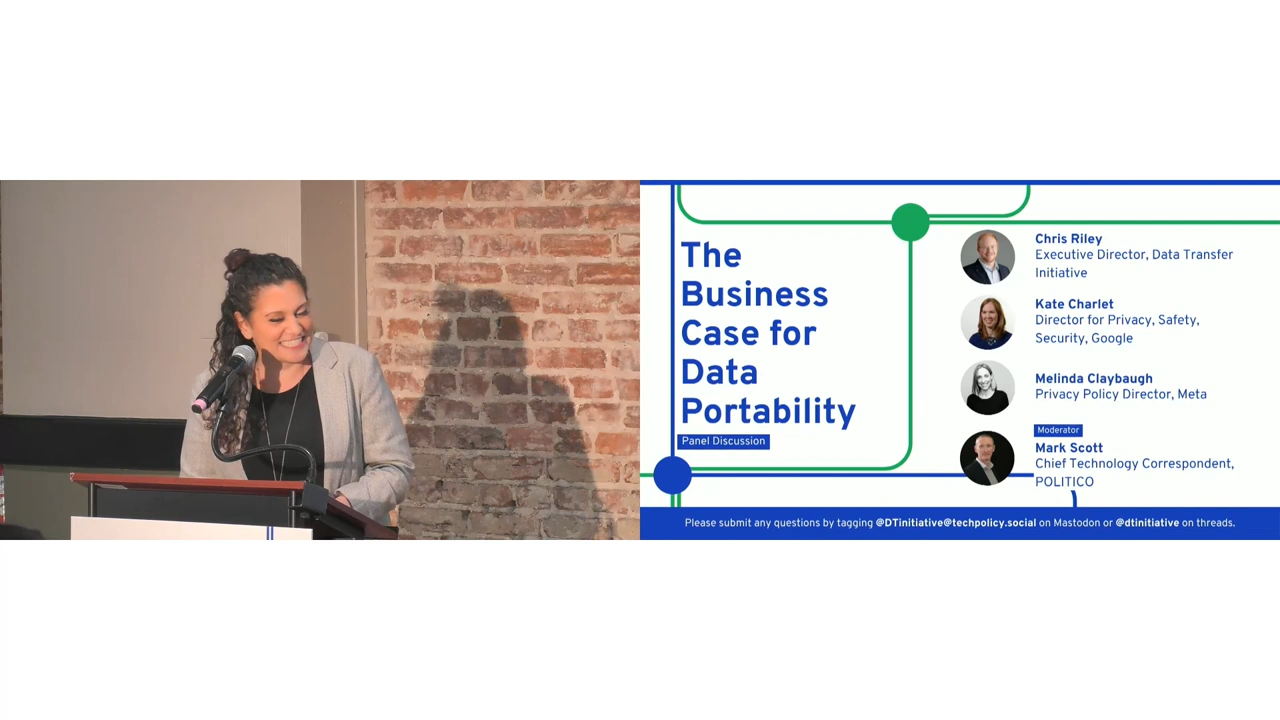 The
Business
Case for
Data
Portability
Panel Discussion
Chris Riley
Executive Director, Data Transfer
Initiative
Kate Charlet
Director for Privacy, Safety,
Security, Google
Melinda Claybaugh
Privacy Policy Director, Meta
Moderator
Mark Scott
Chief Technology Correspondent,
POLITICO
Please submit any questions by tagging @DTinitiative@techpolicy.social on Mastodon or @dtinitiative on threads.